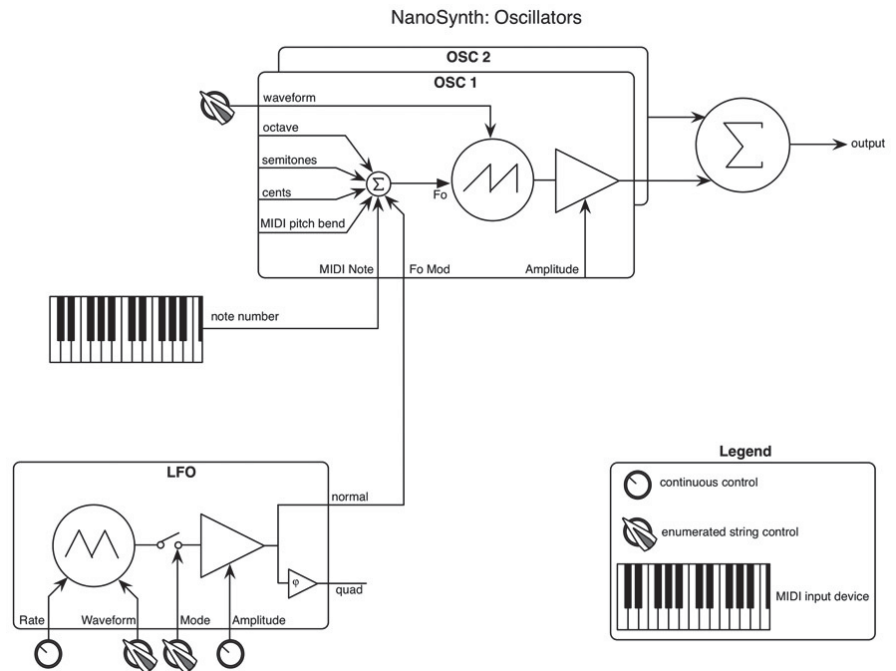 NanoSynth: Oscillators
OSC 2
OSC 1
waveform
octave
semitones
cents
MIDI pitch bend
Σ
Fo
Σ
output
MIDI Note
Fo Mod
Amplitude
note number
LFO
normal
φ
quad
Rate
Waveform
Mode
Amplitude
Legend
continuous control
enumerated string control
MIDI input device